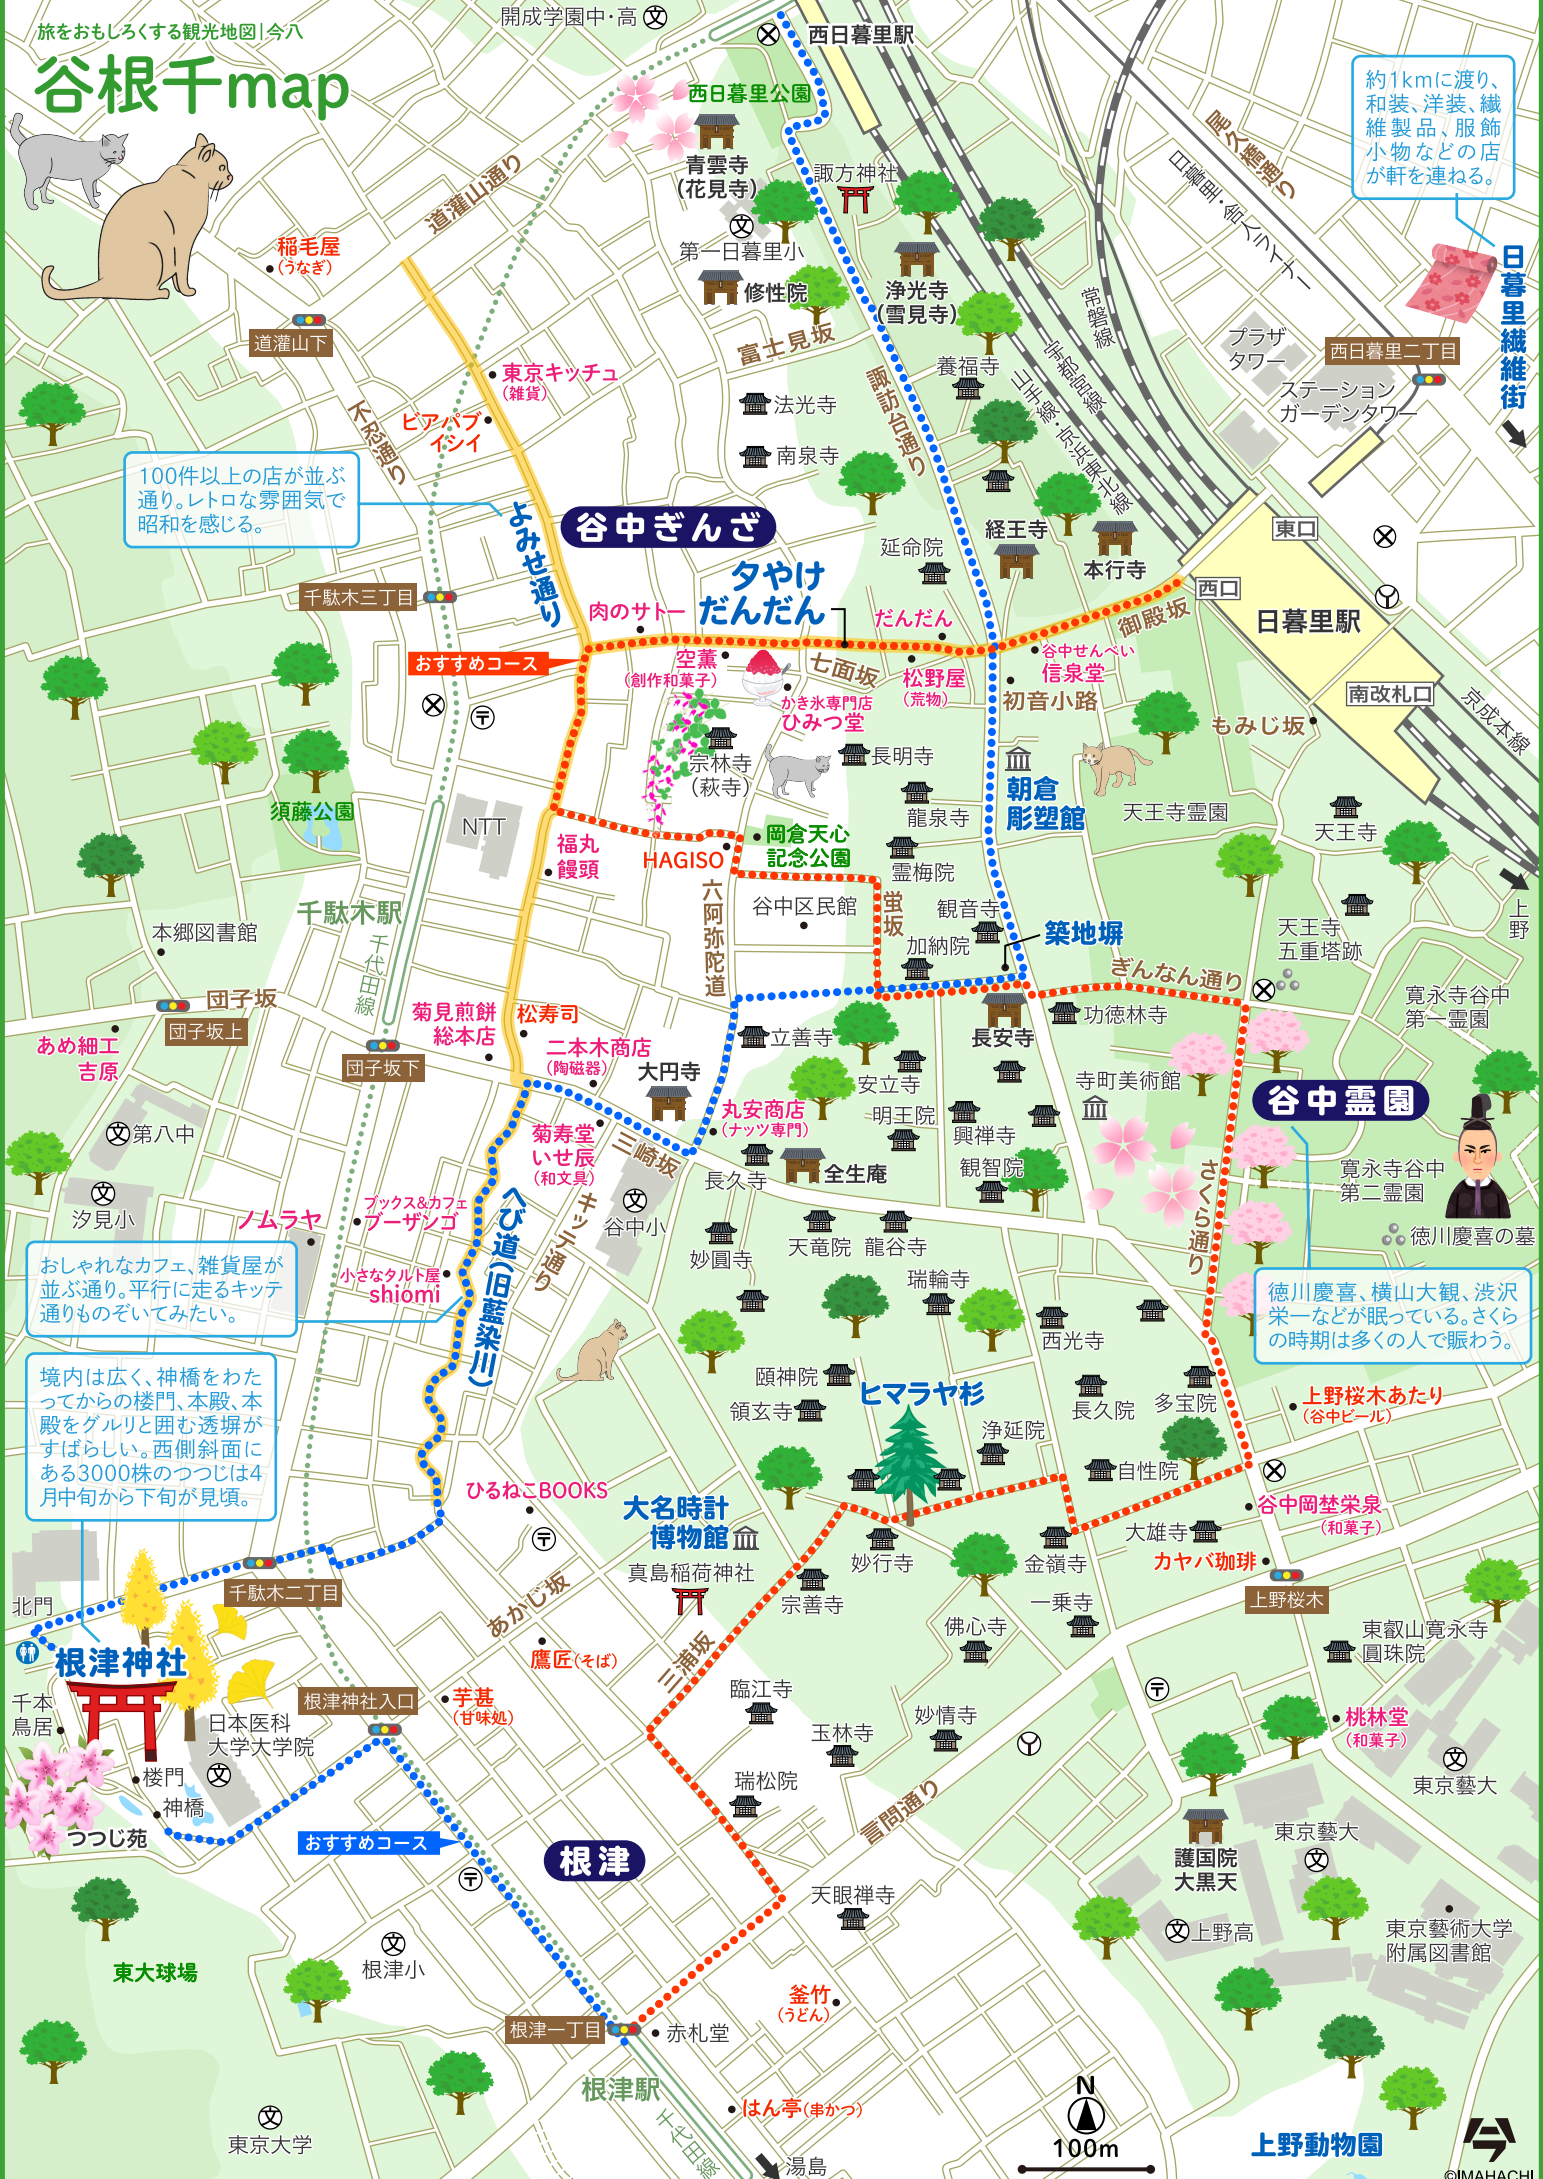 旅をおもしろくする観光地図|今八
谷根千map
開成学園中・高
西日暮里駅
約1kmに渡り、
和装、洋装、繊
維製品、服飾
小物などの店
が軒を連ねる。
西日暮里公園
青雲寺
(花見寺)
諏方神社
尾久橋通り
日暮里・舎人ライナー
道灌山通り
稲毛屋
(うなぎ)
第一日暮里小
修性院
浄光寺
(雪見寺)
日暮里繊維街
常磐線
宇都宮線
山手線・京浜東北線
プラザ
タワー
西日暮里二丁目
ステーション
ガーデンタワー
道灌山下
富士見坂
養福寺
諏訪台通り
東京キッチュ
(雑貨)
ビアパブ
イシイ
不忍通り
法光寺
南泉寺
100件以上の店が並ぶ
通り。レトロな雰囲気で
昭和を感じる。
よみせ通り
谷中ぎんざ
経王寺
本行寺
東口
西口
延命院
夕やけ
だんだん
千駄木三丁目
肉のサトー
だんだん
御殿坂
日暮里駅
おすすめコース
空薫
(創作和菓子)
七面坂
松野屋
(荒物)
谷中せんべい
信泉堂
初音小路
かき氷専門店
ひみつ堂
南改札口
京成本線
もみじ坂
宗林寺
(萩寺)
長明寺
朝倉
彫塑館
龍泉寺
天王寺霊園
天王寺
須藤公園
NTT
福丸
饅頭
HAGISO
岡倉天心
記念公園
霊梅院
上野
千駄木駅
千代田線
六阿弥陀道
谷中区民館
蛍坂
観音寺
加納院
築地塀
天王寺
五重塔跡
本郷図書館
団子坂
団子坂上
ぎんなん通り
寛永寺谷中
第一霊園
あめ細工
吉原
菊見煎餅
総本店
松寿司
団子坂下
二本木商店
(陶磁器)
大円寺
立善寺
長安寺
功徳林寺
安立寺
寺町美術館
谷中霊園
第八中
菊寿堂
いせ辰
(和文具)
三崎坂
丸安商店
(ナッツ専門)
明王院
興禅寺
長久寺
全生庵
観智院
さくら通り
寛永寺谷中
第二霊園
汐見小
ノムラヤ
ブックス&カフェ
ブーザンゴ
へび道(旧藍染川)
キッテ通り
谷中小
徳川慶喜の墓
妙圓寺
天竜院
龍谷寺
おしゃれなカフェ、雑貨屋が
並ぶ通り。平行に走るキッテ
通りものぞいてみたい。
小さなタルト屋
shiomi
瑞輪寺
西光寺
徳川慶喜、横山大観、渋沢
栄一などが眠っている。さくら
の時期は多くの人で賑わう。
境内は広く、神橋をわた
ってからの楼門、本殿、本
殿をグルリと囲む透塀が
すばらしい。西側斜面に
ある3000株のつつじは4
月中旬から下旬が見頃。
頤神院
領玄寺
ヒマラヤ杉
長久院
多宝院
上野桜木あたり
(谷中ビール)
浄延院
自性院
ひるねこBOOKS
大名時計
博物館
谷中岡埜栄泉
(和菓子)
大雄寺
真島稲荷神社
妙行寺
金嶺寺
カヤバ珈琲
千駄木二丁目
北門
あかじ坂
宗善寺
一乗寺
上野桜木
佛心寺
東叡山寛永寺
圓珠院
根津神社
鷹匠(そば)
三浦坂
千本
鳥居
根津神社入口
芋甚
(甘味処)
臨江寺
日本医科
大学大学院
玉林寺
妙情寺
桃林堂
(和菓子)
楼門
神橋
瑞松院
東京藝大
つつじ苑
おすすめコース
根津
言問通り
護国院
大黒天
東京藝大
天眼禅寺
上野高
東京藝術大学
附属図書館
根津小
東大球場
釜竹
(うどん)
根津一丁目
赤札堂
根津駅
千代田線
はん亭(串かつ)
N
100m
東京大学
湯島
上野動物園
©IMAHACHI